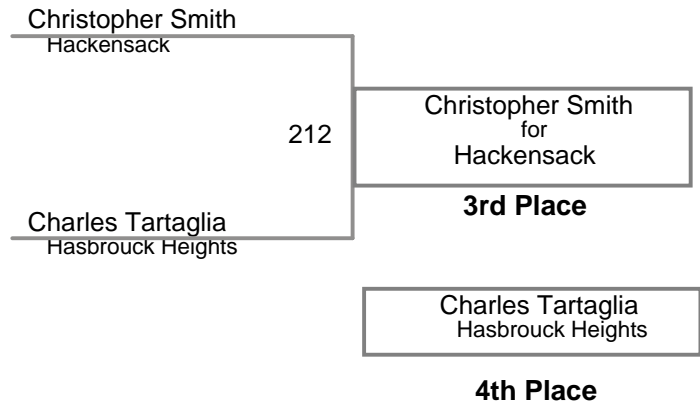 Christopher Smith
Hackensack
212
Christopher Smith
for
Hackensack
3rd Place
Charles Tartaglia
Hasbrouck Heights
Charles Tartaglia
Hasbrouck Heights
4th Place